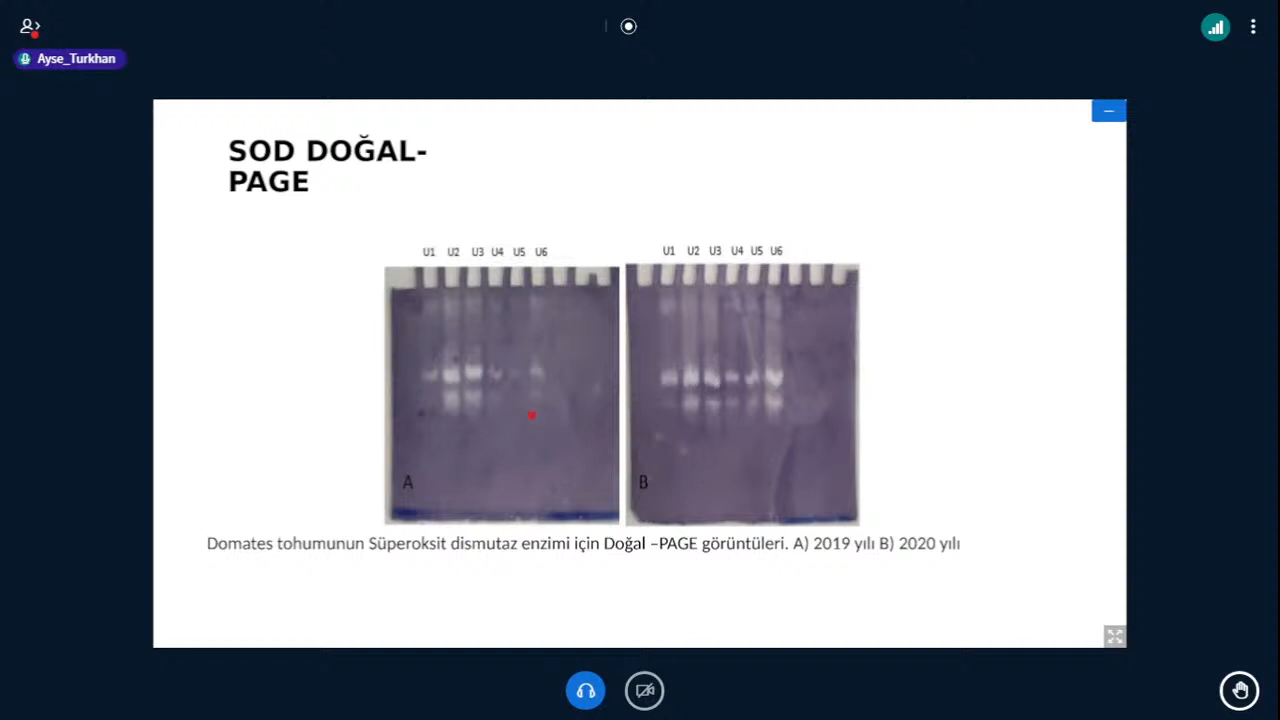 Ayse_Turkhan
SOD DOĞAL-
PAGE
U1 U2 U3 U4 U5 U6
U1 U2 U3 U4 U5 U6
A
B
Domates tohumunun Süperoksit dismutaz enzimi için Doğal –PAGE görüntüleri. A) 2019 yılı B) 2020 yılı